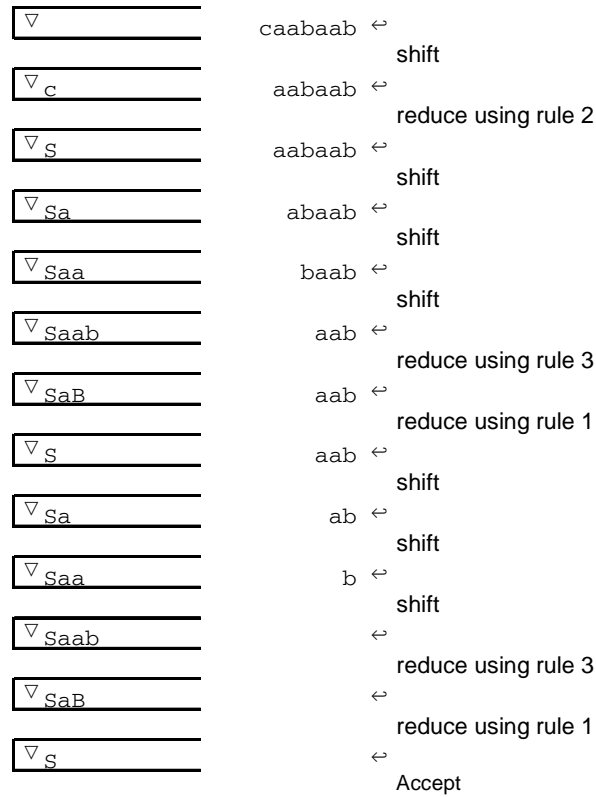 ▽ caabaab ↩
shift
▽ c aabaab ↩
reduce using rule 2
▽ S aabaab ↩
shift
▽ Sa abaab ↩
shift
▽ Saa baab ↩
shift
▽ Saab aab ↩
reduce using rule 3
▽ SaB aab ↩
reduce using rule 1
▽ S aab ↩
shift
▽ Sa ab ↩
shift
▽ Saa b ↩
shift
▽ Saab ↩
reduce using rule 3
▽ SaB ↩
reduce using rule 1
▽ S ↩
Accept